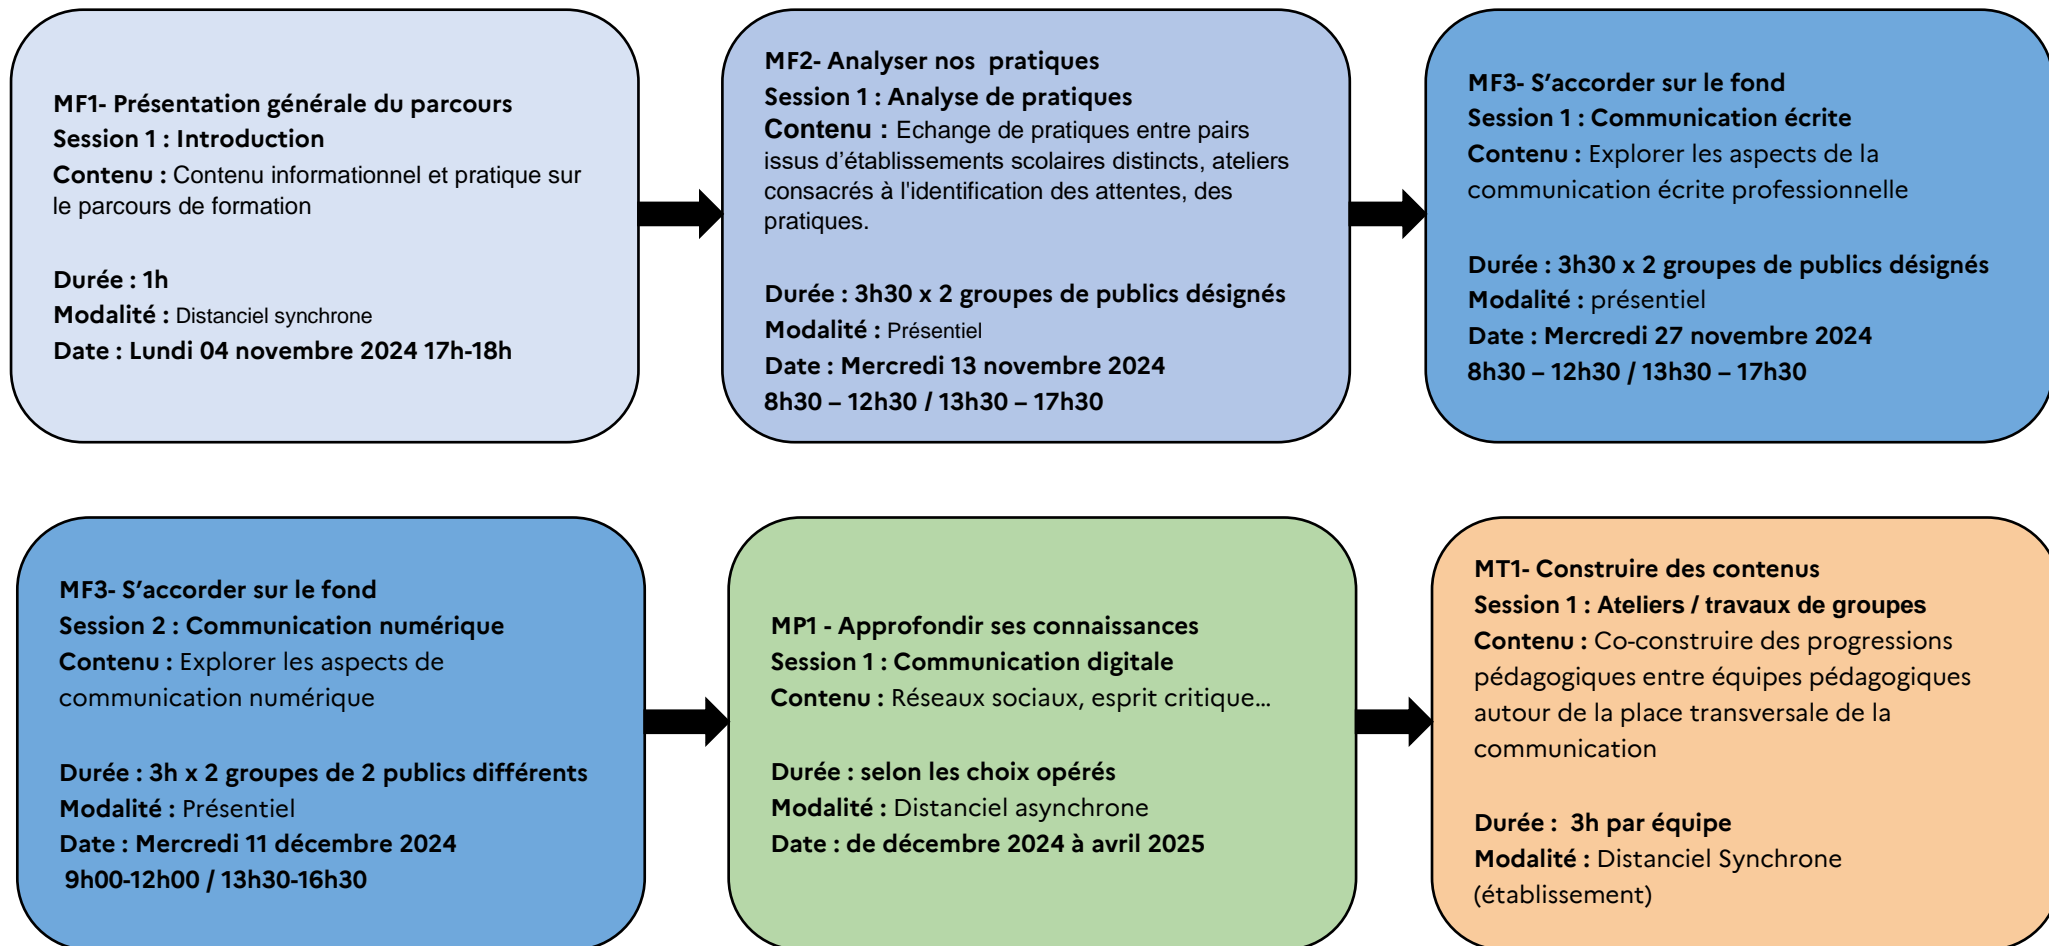 MF1- Présentation générale du parcours
Session 1 : Introduction
Contenu : Contenu informationnel et pratique sur
le parcours de formation
Durée : 1h
Modalité : Distanciel synchrone
Date : Lundi 04 novembre 2024 17h-18h
MF2- Analyser nos  pratiques
Session 1 : Analyse de pratiques
Contenu : Echange de pratiques entre pairs
issus d’établissements scolaires distincts, ateliers
consacrés à l'identification des attentes, des
pratiques.
Durée : 3h30 x 2 groupes de publics désignés
Modalité : Présentiel
Date : Mercredi 13 novembre 2024
8h30 – 12h30 / 13h30 – 17h30
MF3- S’accorder sur le fond
Session 1 : Communication écrite
Contenu : Explorer les aspects de la
communication écrite professionnelle
Durée : 3h30 x 2 groupes de publics désignés
Modalité : présentiel
Date : Mercredi 27 novembre 2024
8h30 – 12h30 / 13h30 – 17h30
MF3- S’accorder sur le fond
Session 2 : Communication numérique
Contenu : Explorer les aspects de
communication numérique
Durée : 3h x 2 groupes de 2 publics différents
Modalité : Présentiel
Date : Mercredi 11 décembre 2024
9h00-12h00 / 13h30-16h30
MP1 - Approfondir ses connaissances
Session 1 : Communication digitale
Contenu : Réseaux sociaux, esprit critique…
Durée : selon les choix opérés
Modalité : Distanciel asynchrone
Date : de décembre 2024 à avril 2025
MT1- Construire des contenus
Session 1 : Ateliers / travaux de groupes
Contenu : Co-construire des progressions
pédagogiques entre équipes pédagogiques
autour de la place transversale de la
communication
Durée :  3h par équipe
Modalité : Distanciel Synchrone
(établissement)